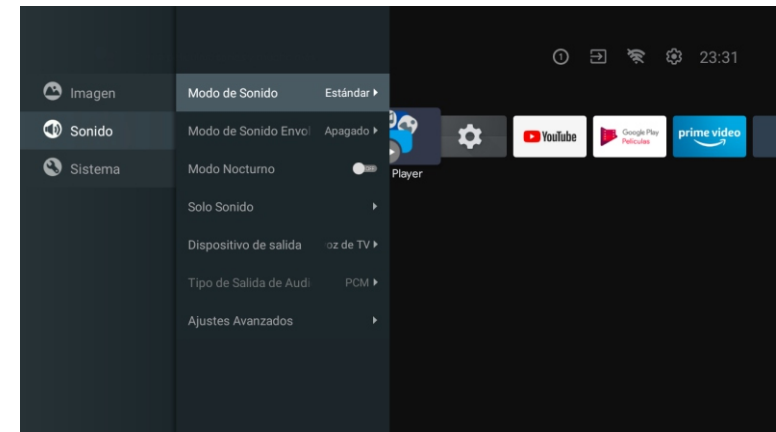 1
23:31
Imagen
Sonido
Sistema
Modo de Sonido Estándar
Modo de Sonido Envol Apagado
Modo Nocturno
Solo Sonido
Dispositivo de salida oz de TV
Tipo de Salida de Audi PCM
Ajustes Avanzados
Player
YouTube
Google Play
Películas
prime video